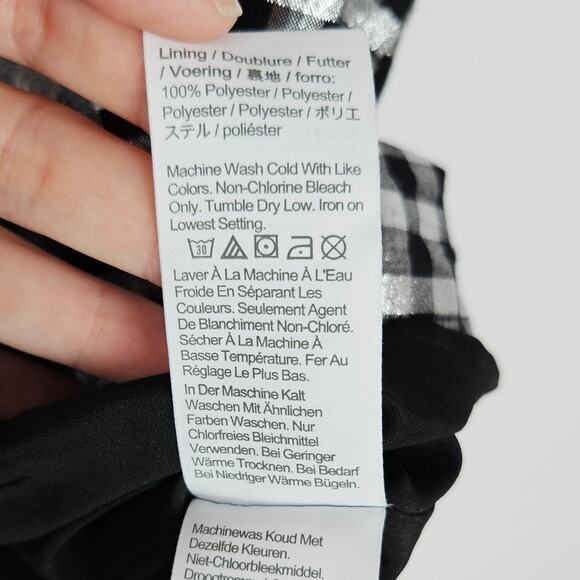 Lining / Doublure / Futter
/ Voering / 裏地 / forro:
100% Polyester / Polyester /
Polyester / Polyester / ポリエ
ステル / poliéster
Machine Wash Cold With Like
Colors. Non-Chlorine Bleach
Only. Tumble Dry Low. Iron on
Lowest Setting.
30
Laver À La Machine À L'Eau
Froide En Séparant Les
Couleurs. Seulement Agent
De Blanchiment Non-Chloré.
Sécher À La Machine À
Basse Température. Fer Au
Réglage Le Plus Bas.
In Der Maschine Kalt
Waschen Mit Ähnlichen
Farben Waschen. Nur
Chlorfreies Bleichmittel
Verwenden. Bei Geringer
Wärme Trocknen. Bei Bedarf
Bei Niedriger Wärme Bügeln.
Machinewas Koud Met
Dezelfde Kleuren.
Niet-Chloorbleekmiddel.